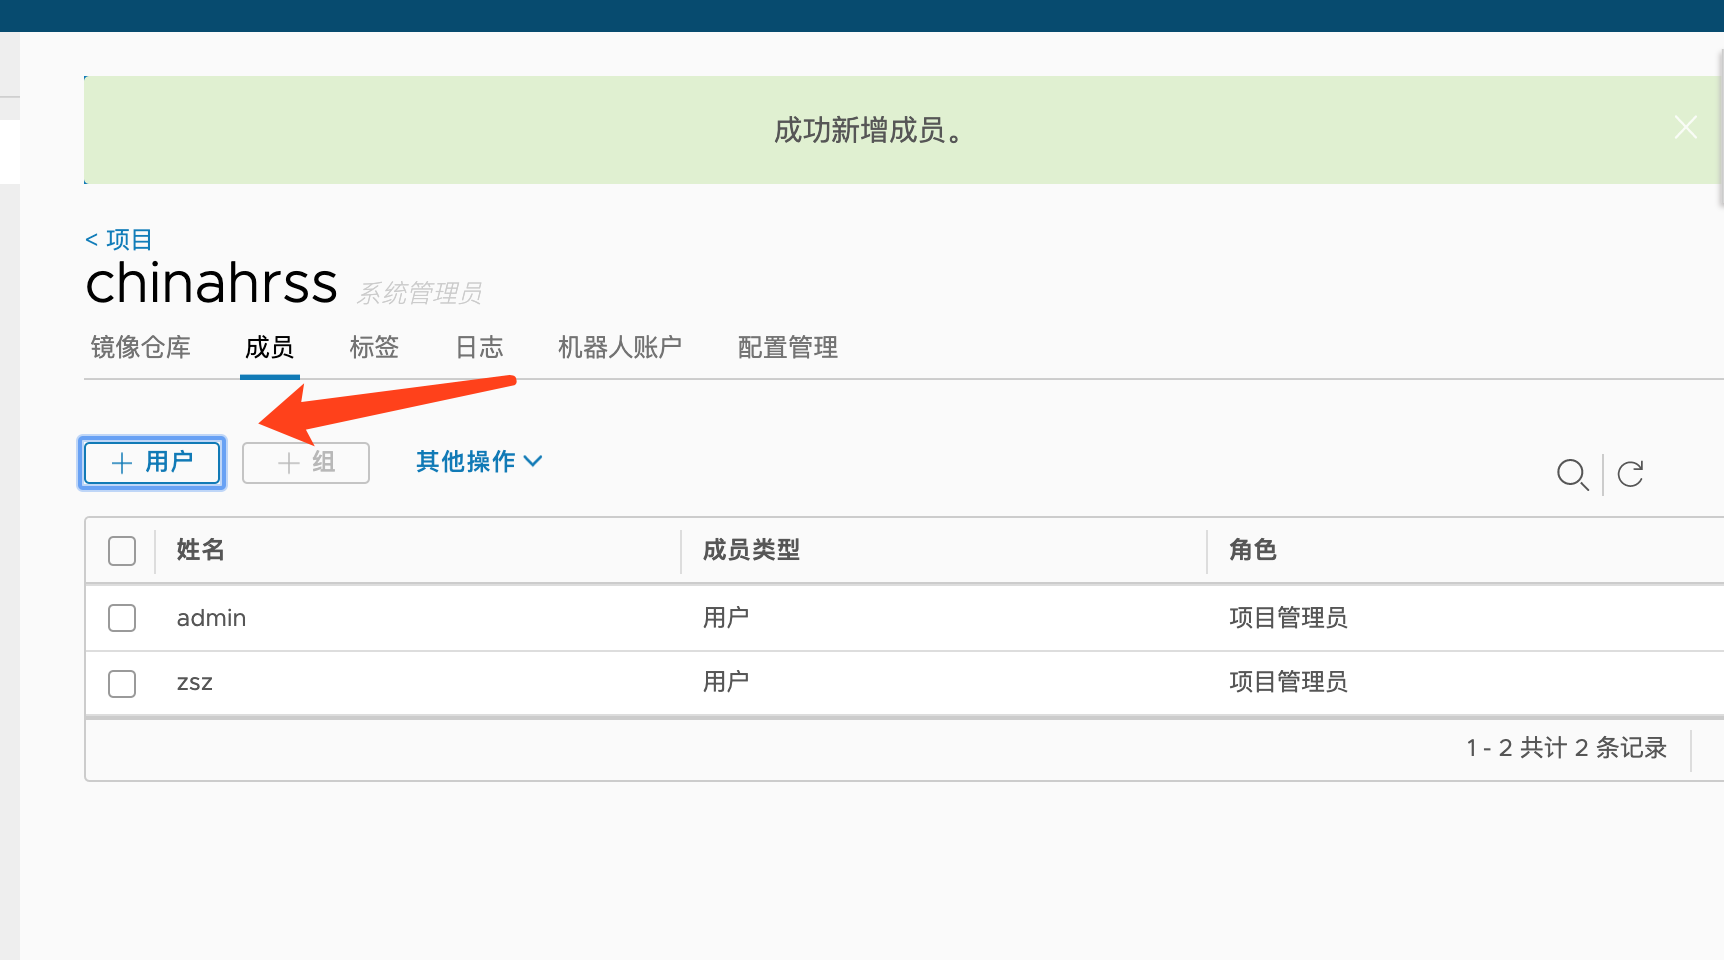 成功新增成员。
< 项目
chinahrss 系统管理员
镜像仓库 成员 标签 日志 机器人账户 配置管理
用户 组 其他操作
姓名 成员类型 角色
admin 用户 项目管理员
zsz 用户 项目管理员
1 - 2 共计 2 条记录